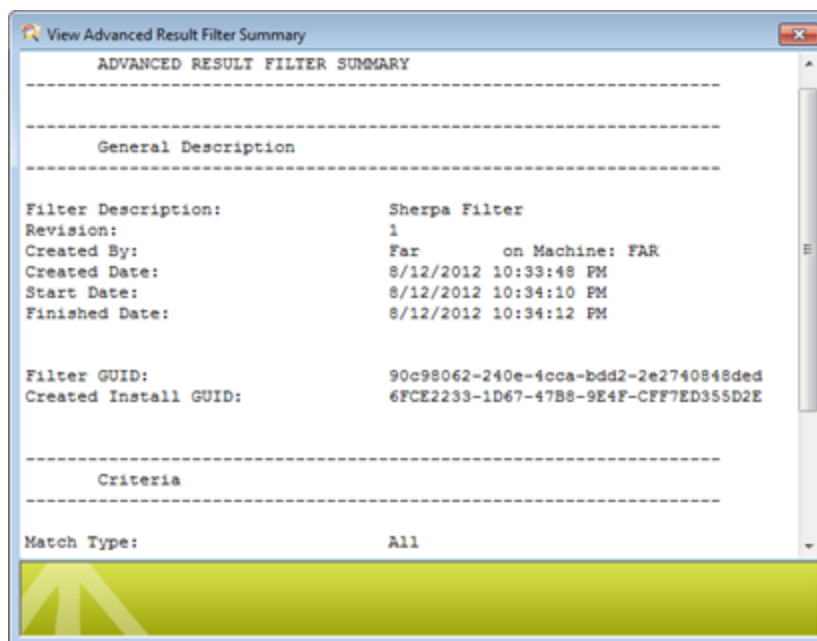 View Advanced Result Filter Summary
ADVANCED RESULT FILTER SUMMARY
--------------------------------------------------------------------
--------------------------------------------------------------------
General Description
--------------------------------------------------------------------
Filter Description: Sherpa Filter
Revision: 1
Created By: Far on Machine: FAR
Created Date: 8/12/2012 10:33:48 PM
Start Date: 8/12/2012 10:34:10 PM
Finished Date: 8/12/2012 10:34:12 PM
Filter GUID: 90c98062-240e-4cca-bdd2-2e2740848ded
Created Install GUID: 6FCE2233-1D67-47B8-9E4F-CFF7ED355D2E
--------------------------------------------------------------------
Criteria
--------------------------------------------------------------------
Match Type: All